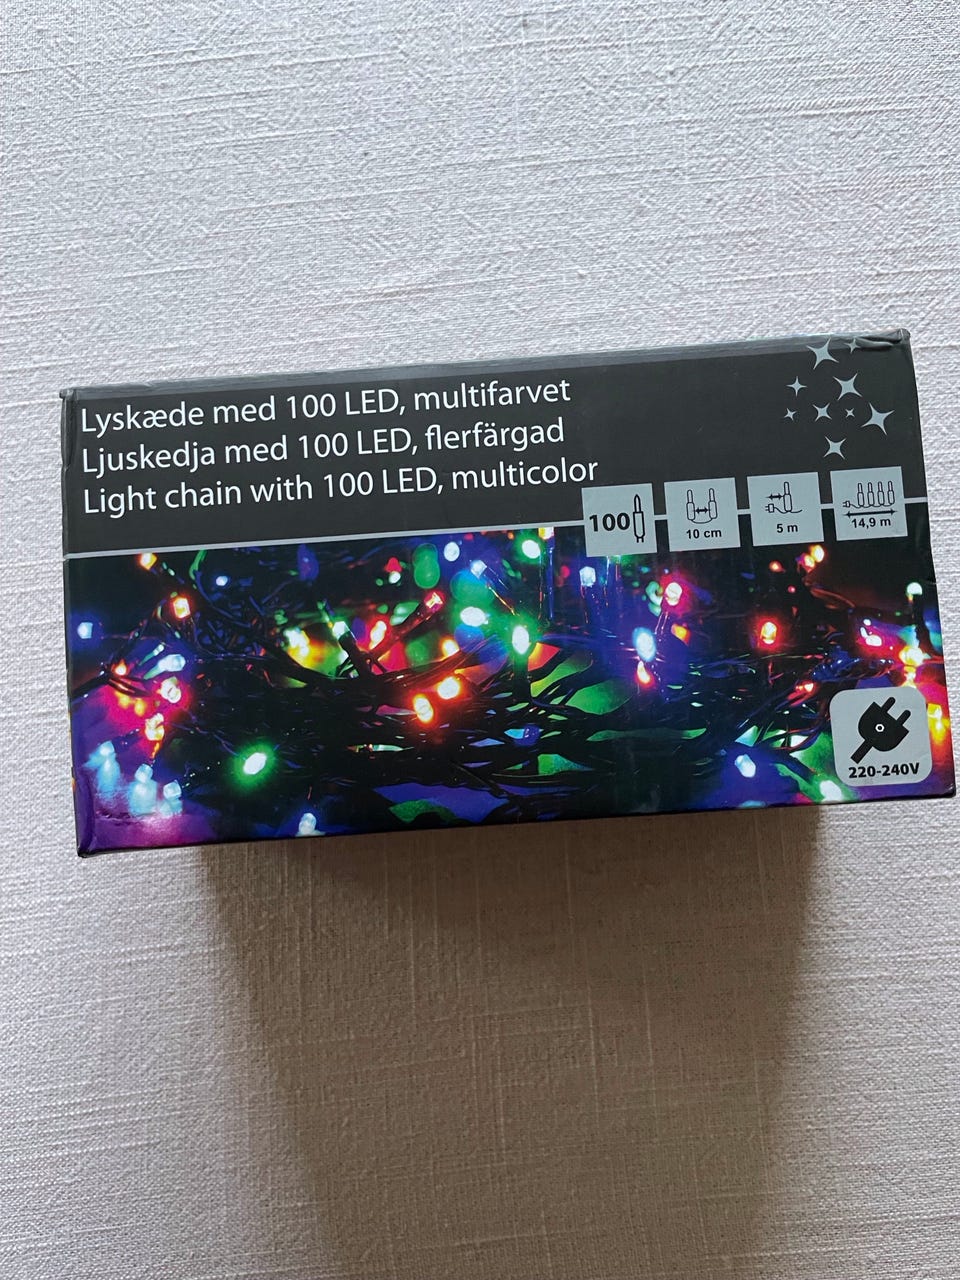 Lyskæde med 100 LED, multifarvet
Ljuskedja med 100 LED, flerfärgad
Light chain with 100 LED, multicolor
100
10 cm
5 m
14,9 m
220-240V